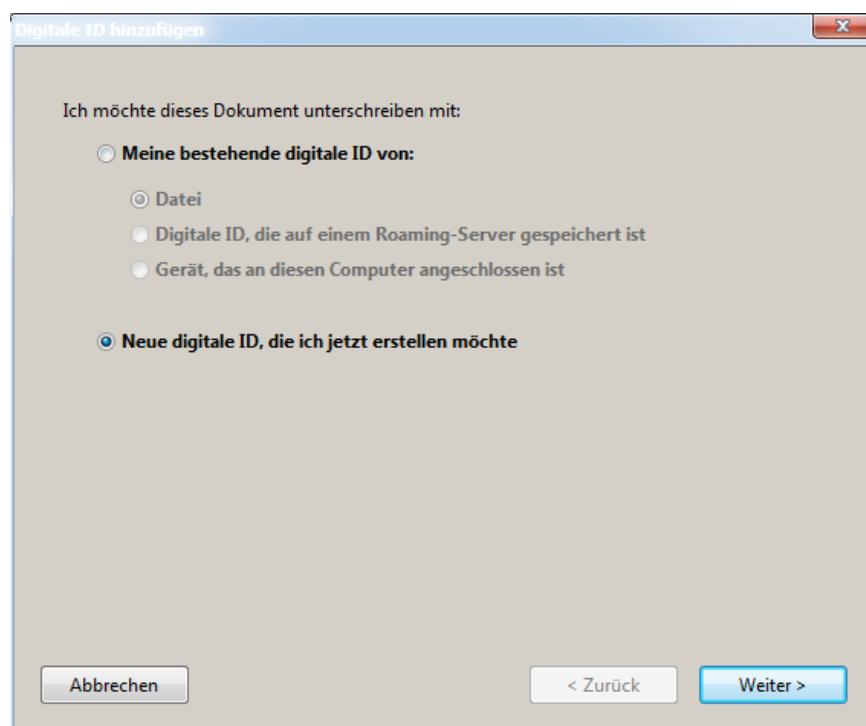 Digitale ID hinzufügen
Ich möchte dieses Dokument unterschreiben mit:
Meine bestehende digitale ID von:
Datei
Digitale ID, die auf einem Roaming-Server gespeichert ist
Gerät, das an diesen Computer angeschlossen ist
Neue digitale ID, die ich jetzt erstellen möchte
Abbrechen
< Zurück
Weiter >